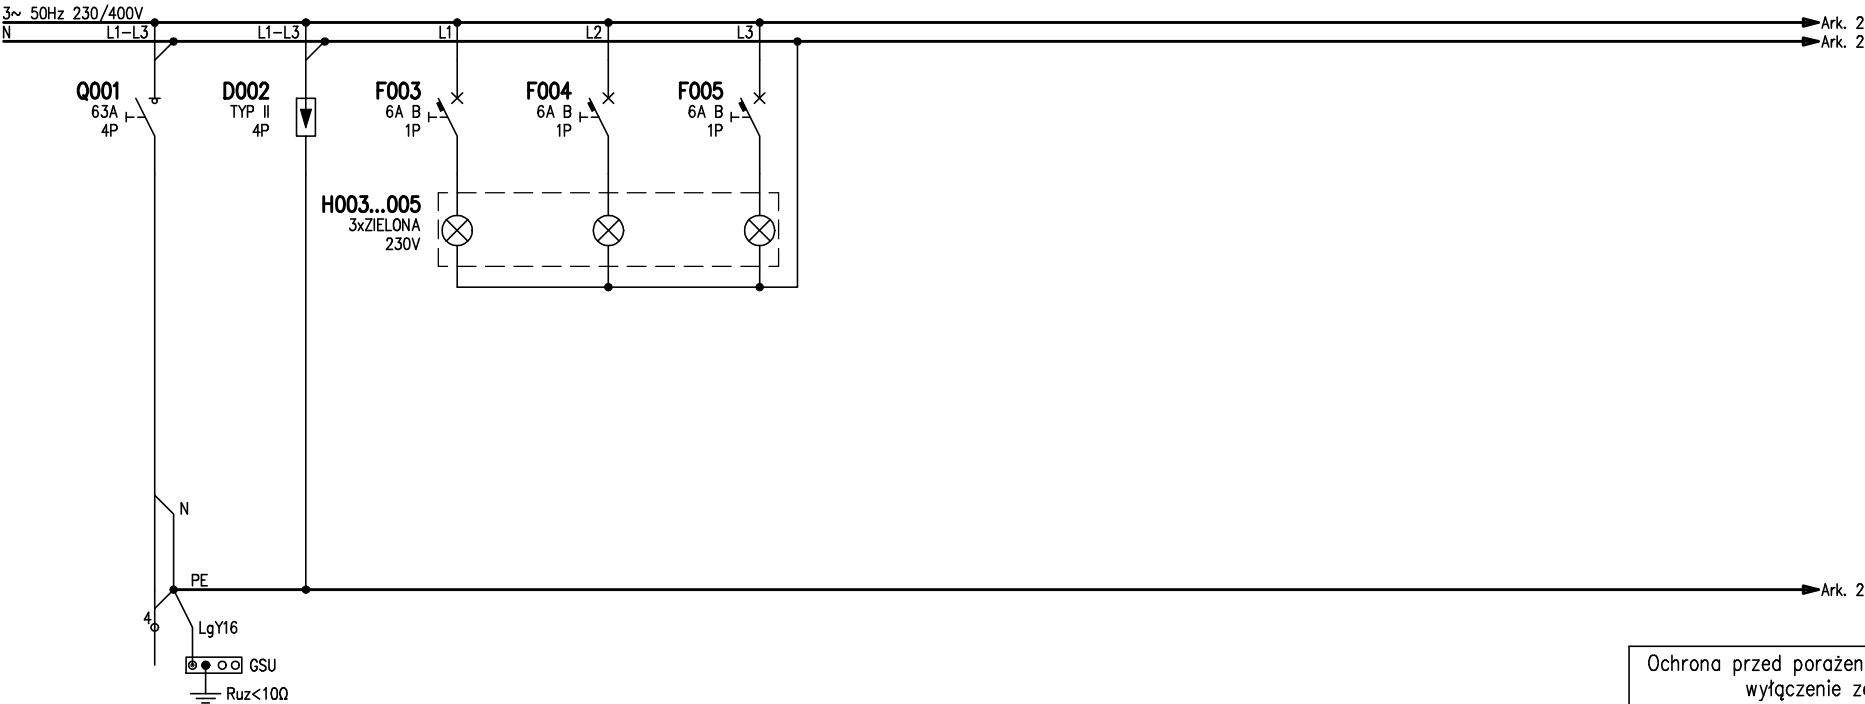 3~ 50Hz 230/400V
N
L1-L3
L1-L3
L1
L2
L3
Ark. 2
Ark. 2
Q001
63A
4P
D002
TYP II
4P
F003
6A B
1P
F004
6A B
1P
F005
6A B
1P
H003...005
3xZIELONA
230V
N
PE
Ark. 2
4
LgY16
GSU
Ruz<10Ω
Ochrona przed porażen
wyłączenie